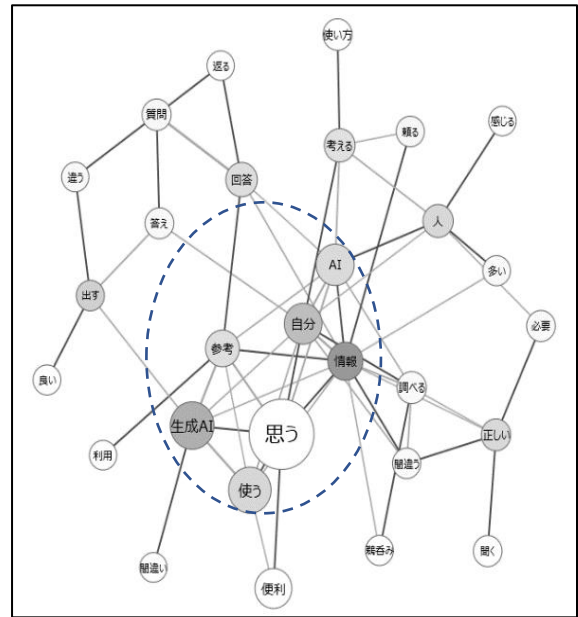 使い方
返る
質問
感じる
頼る
考える
違う
回答
答え
人
AI
多い
出す
自分
必要
参考
情報
良い
調べる
生成AI
思う
正しい
利用
間違う
使う
鵜呑み
聞く
間違い
便利